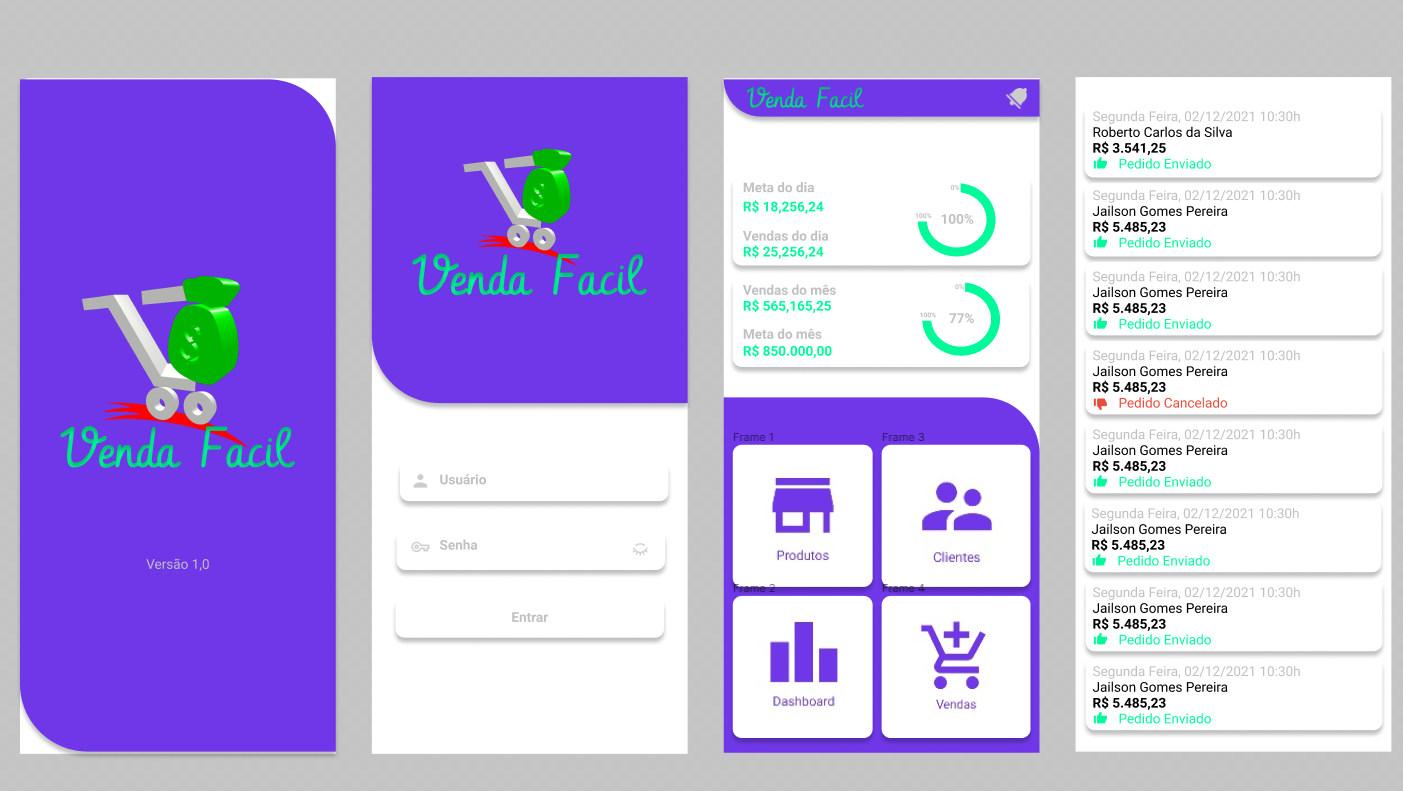 Venda Facil
Versão 1,0
Venda Facil
Usuário
Senha
Entrar
Venda Facil
Meta do dia
R$ 18,256,24
Vendas do dia
R$ 25,256,24
0%
100%
100%
Vendas do mês
R$ 565,165,25
Meta do mês
R$ 850.000,00
0%
100%
77%
Frame 1
Produtos
Frame 3
Clientes
Frame 2
Dashboard
Frame 4
Vendas
Segunda Feira, 02/12/2021 10:30h
Roberto Carlos da Silva
R$ 3.541,25
Pedido Enviado
Segunda Feira, 02/12/2021 10:30h
Jailson Gomes Pereira
R$ 5.485,23
Pedido Enviado
Segunda Feira, 02/12/2021 10:30h
Jailson Gomes Pereira
R$ 5.485,23
Pedido Enviado
Segunda Feira, 02/12/2021 10:30h
Jailson Gomes Pereira
R$ 5.485,23
Pedido Cancelado
Segunda Feira, 02/12/2021 10:30h
Jailson Gomes Pereira
R$ 5.485,23
Pedido Enviado
Segunda Feira, 02/12/2021 10:30h
Jailson Gomes Pereira
R$ 5.485,23
Pedido Enviado
Segunda Feira, 02/12/2021 10:30h
Jailson Gomes Pereira
R$ 5.485,23
Pedido Enviado
Segunda Feira, 02/12/2021 10:30h
Jailson Gomes Pereira
R$ 5.485,23
Pedido Enviado